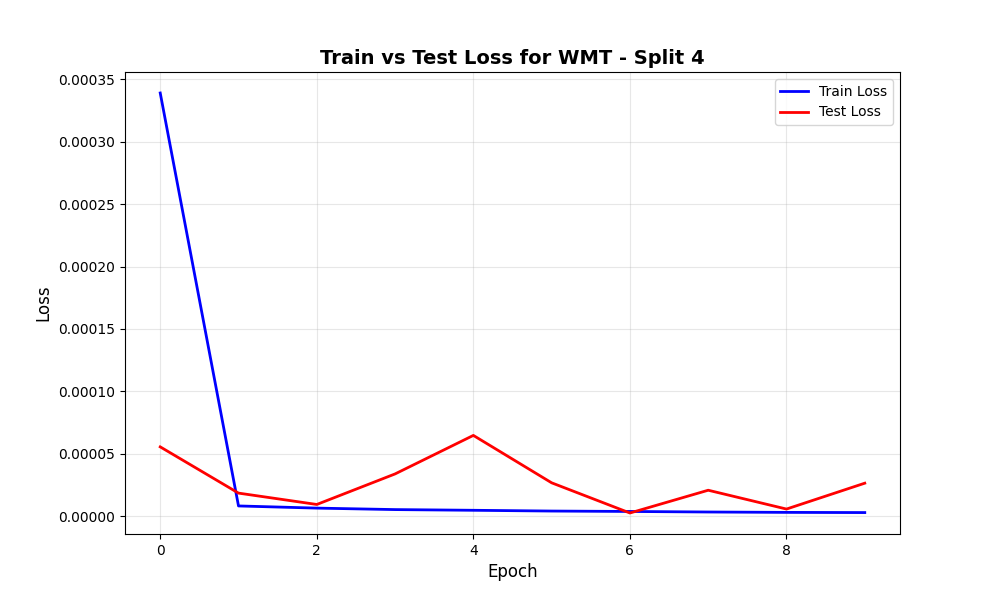 Train vs Test Loss for WMT - Split 4
Train Loss
Test Loss
0.00035
0.00030
0.00025
0.00020
0.00015
0.00010
0.00005
0.00000
Loss
0 2 4 6 8
Epoch